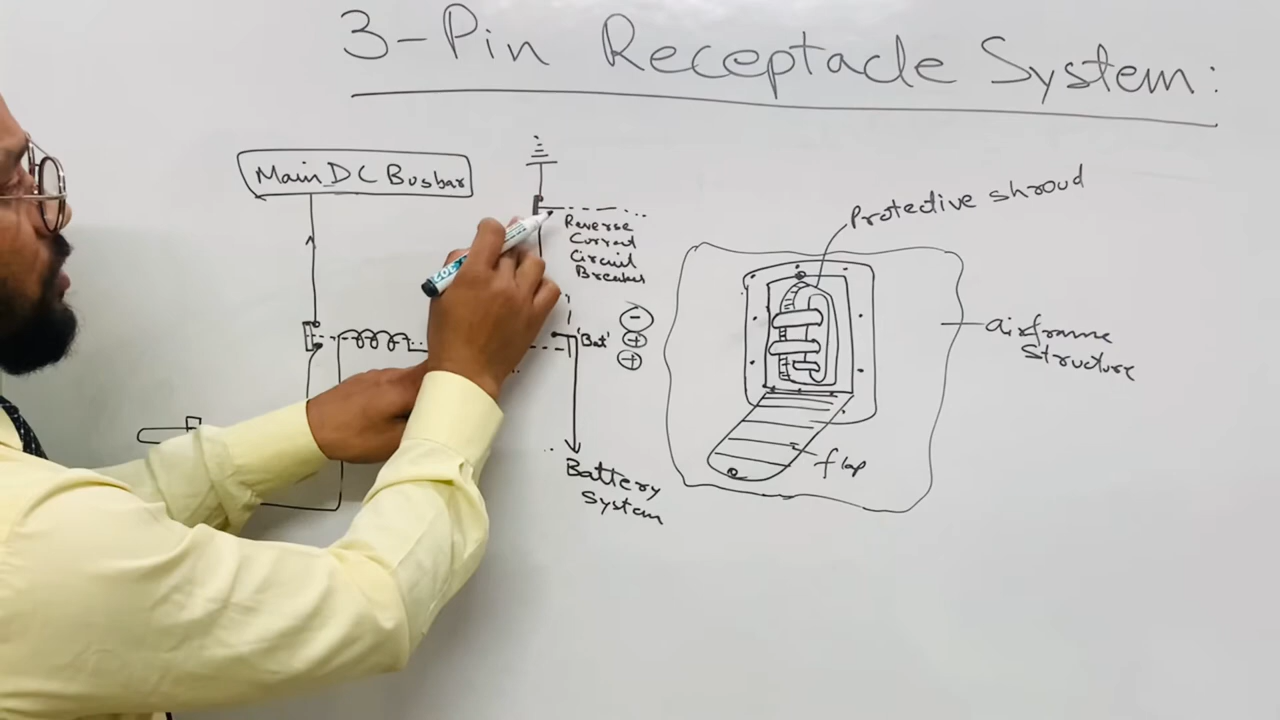 3-Pin Receptacle System:
Main DC Busbar
Reverse
Current
Circuit
Breaker
'Bat'
-
+
+
Battery
System
Protective shroud
airframe
structure
flap